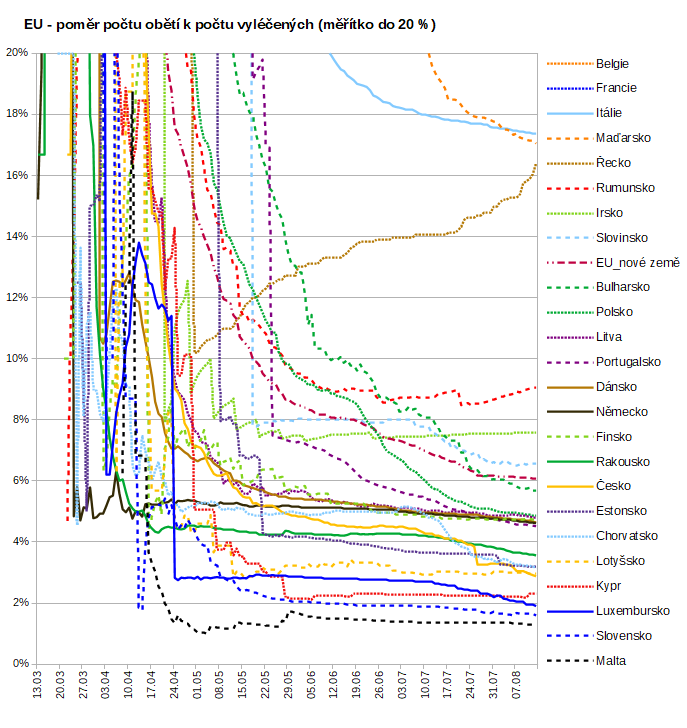 EU - poměr počtu obětí k počtu vyléčených (měřítko do 20 %)
20%
18%
16%
14%
12%
10%
8%
6%
4%
2%
0%
13.03
20.03
27.03
03.04
10.04
17.04
24.04
01.05
08.05
15.05
22.05
29.05
05.06
12.06
19.06
26.06
03.07
10.07
17.07
24.07
31.07
07.08
Belgie
Francie
Itálie
Maďarsko
Řecko
Rumunsko
Irsko
Slovinsko
EU_nové země
Bulharsko
Polsko
Litva
Portugalsko
Dánsko
Německo
Finsko
Rakousko
Česko
Estonsko
Chorvatsko
Lotyšsko
Kypr
Luxembursko
Slovensko
Malta